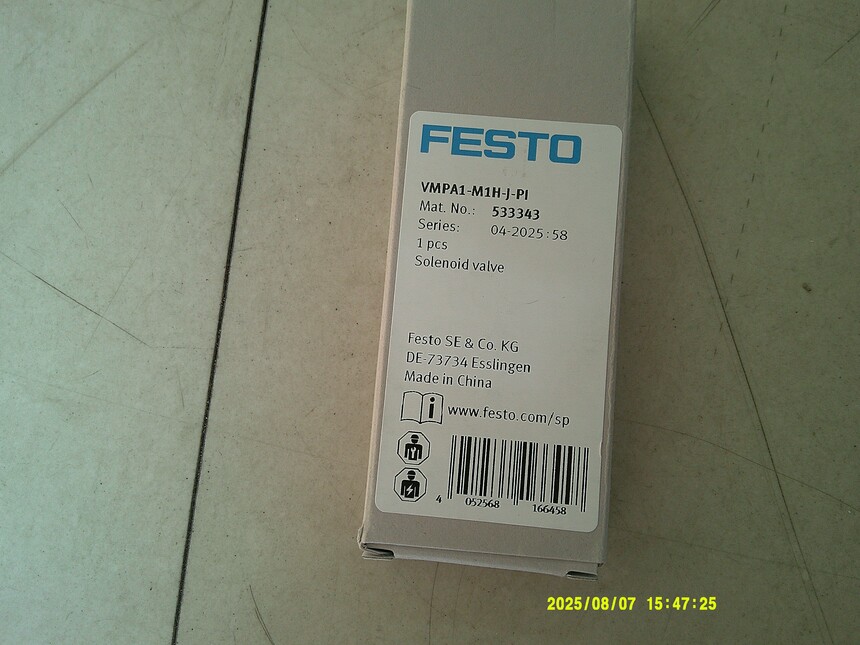 FESTO
VMPA1-M1H-J-PI
Mat. No.: 533343
Series: 04-2025:58
1 pcs
Solenoid valve
Festo SE & Co. KG
DE-73734 Esslingen
Made in China
www.festo.com/sp
4 052568 166458
2025/08/07 15:47:25